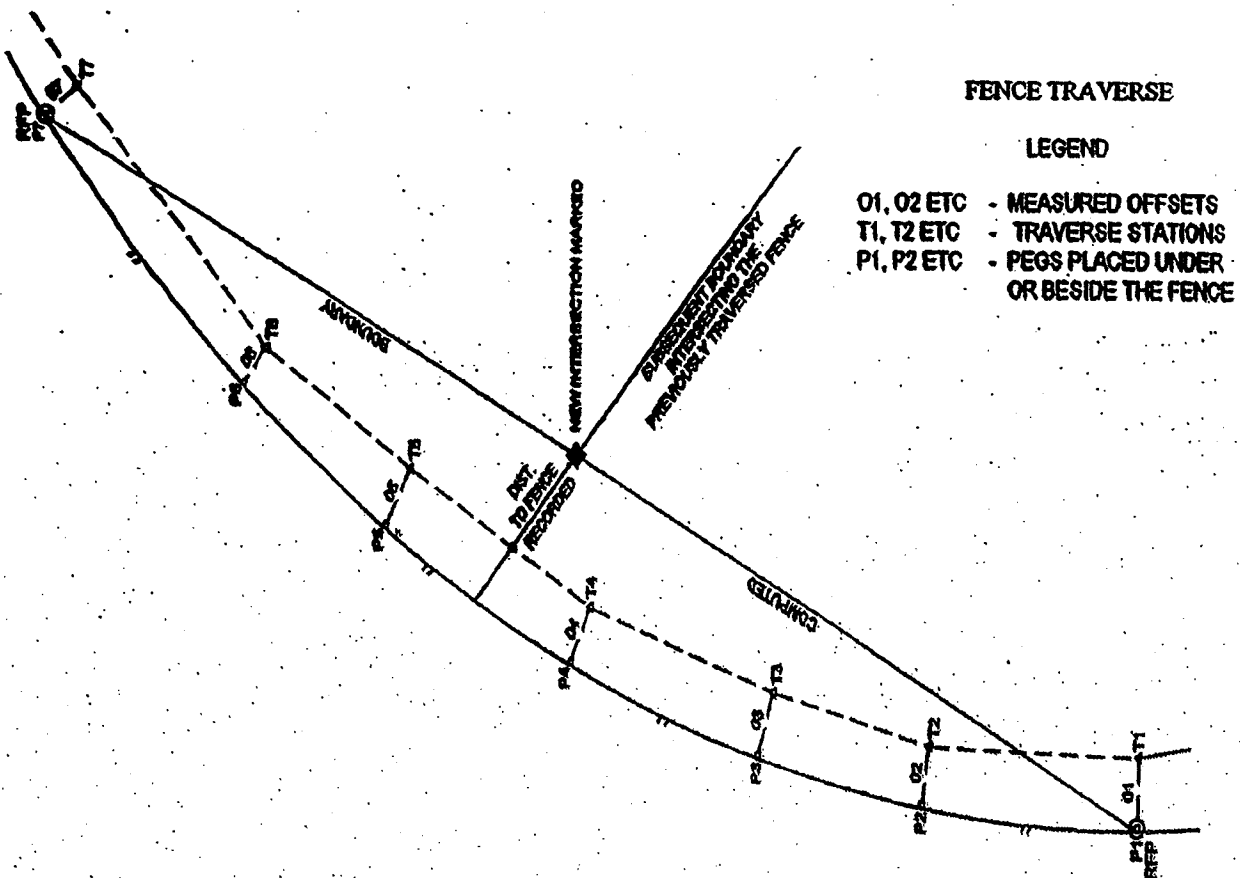 FENCE TRAVERSE
LEGEND
O1, O2 ETC - MEASURED OFFSETS
T1, T2 ETC - TRAVERSE STATIONS
P1, P2 ETC - PEGS PLACED UNDER
OR BESIDE THE FENCE
RFP
P7
T7
BOUNDARY
NEW INTERSECTION MARKED
SUBSEQUENT BOUNDARY
INTERSECTING THE
PREVIOUSLY TRAVERSED FENCE
T6
O6
P6
T5
O5
P5
DIST.
TO FENCE
RECORDED
T4
O4
P4
COMPUTED
T3
O3
P3
T2
O2
P2
T1
O1
P1
RFP